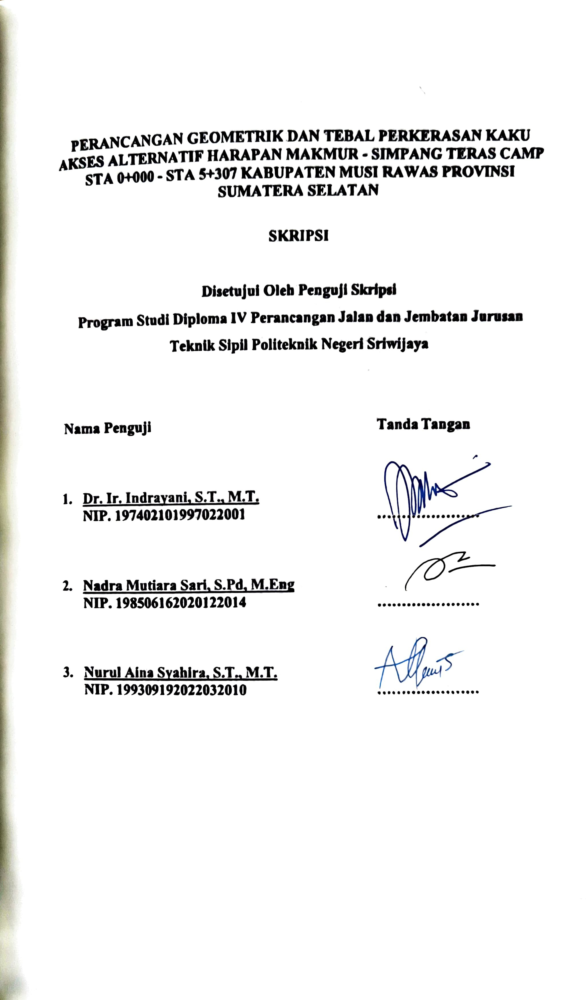 PERANCANGAN GEOMETRIK DAN TEBAL PERKERASAN KAKU
AKSES ALTERNATIF HARAPAN MAKMUR - SIMPANG TERAS CAMP
STA 0+000 - STA 5+307 KABUPATEN MUSI RAWAS PROVINSI
SUMATERA SELATAN
SKRIPSI
Disetujui Oleh Penguji Skripsi
Program Studi Diploma IV Perancangan Jalan dan Jembatan Jurusan
Teknik Sipil Politeknik Negeri Sriwijaya
Nama Penguji Tanda Tangan
1. Dr. Ir. Indrayani, S.T., M.T.
NIP. 197402101997022001 .....................
2. Nadra Mutiara Sari, S.Pd, M.Eng
NIP. 198506162020122014 .....................
3. Nurul Aina Syahira, S.T., M.T.
NIP. 199309192022032010 .....................